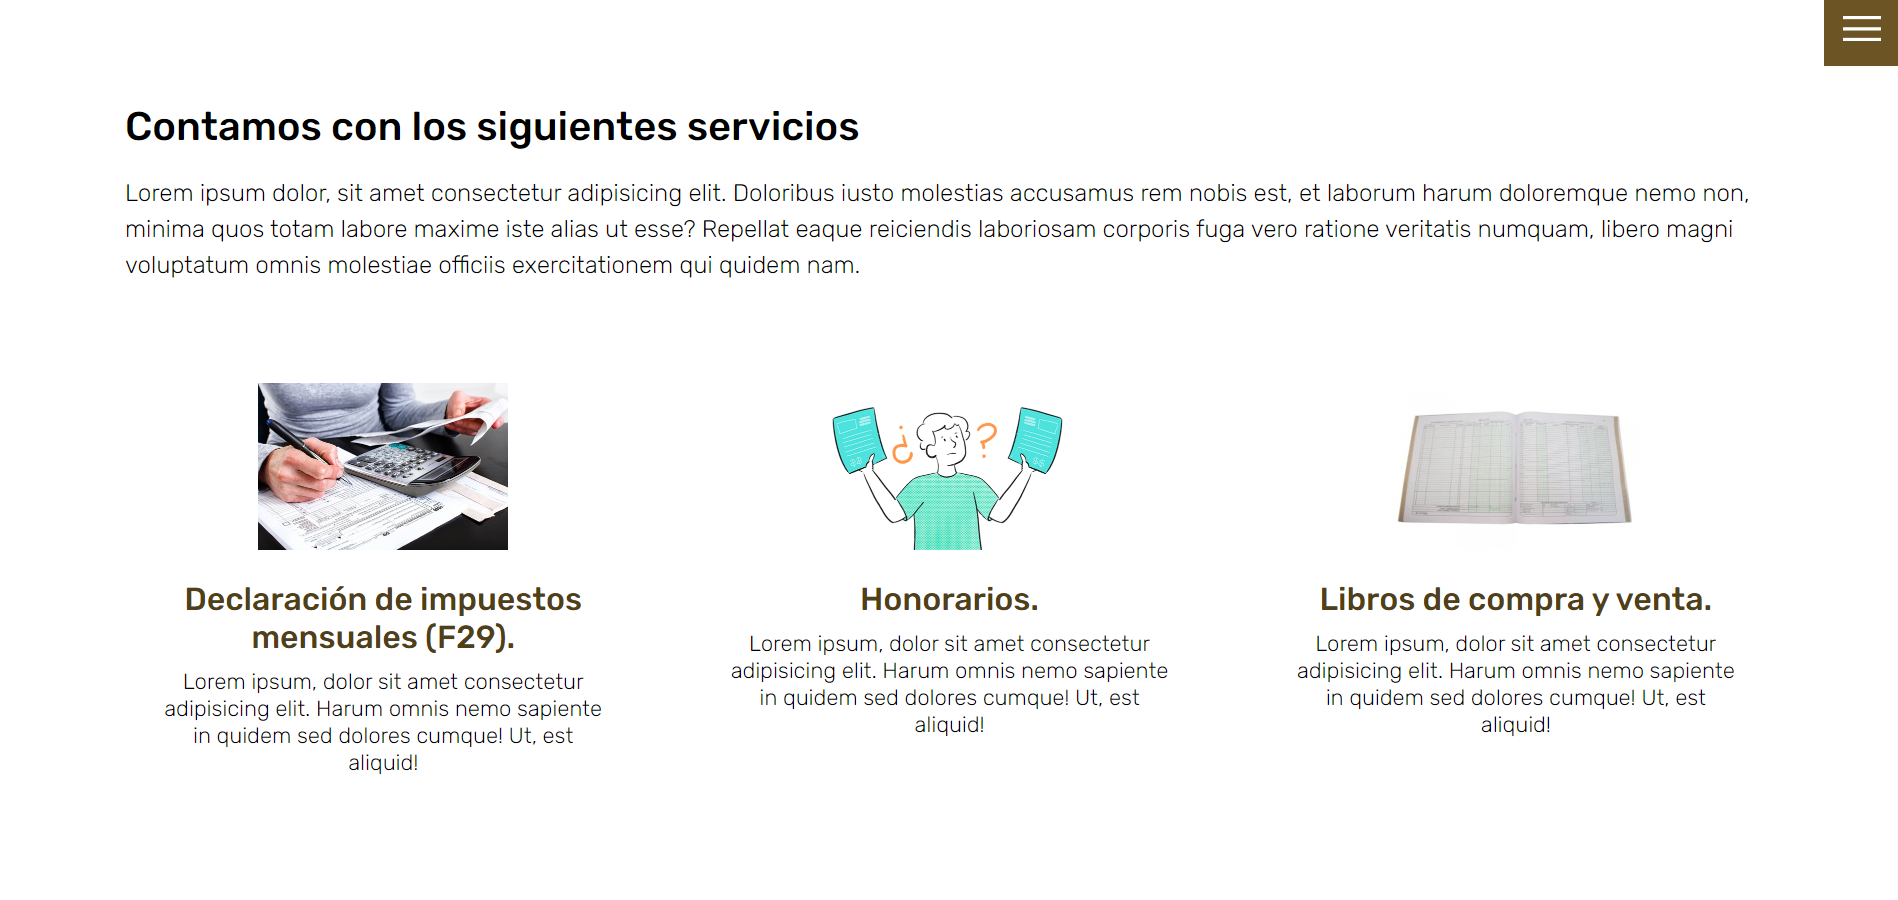 Contamos con los siguientes servicios
Lorem ipsum dolor, sit amet consectetur adipisicing elit. Doloribus iusto molestias accusamus rem nobis est, et laborum harum doloremque nemo non,
minima quos totam labore maxime iste alias ut esse? Repellat eaque reiciendis laboriosam corporis fuga vero ratione veritatis numquam, libero magni
voluptatum omnis molestiae officiis exercitationem qui quidem nam.
¿ ?
Declaración de impuestos
mensuales (F29).
Lorem ipsum, dolor sit amet consectetur
adipisicing elit. Harum omnis nemo sapiente
in quidem sed dolores cumque! Ut, est
aliquid!
Honorarios.
Lorem ipsum, dolor sit amet consectetur
adipisicing elit. Harum omnis nemo sapiente
in quidem sed dolores cumque! Ut, est
aliquid!
Libros de compra y venta.
Lorem ipsum, dolor sit amet consectetur
adipisicing elit. Harum omnis nemo sapiente
in quidem sed dolores cumque! Ut, est
aliquid!